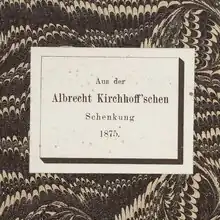 Aus der
Albrecht Kirchhoff'schen
Schenkung
1875.